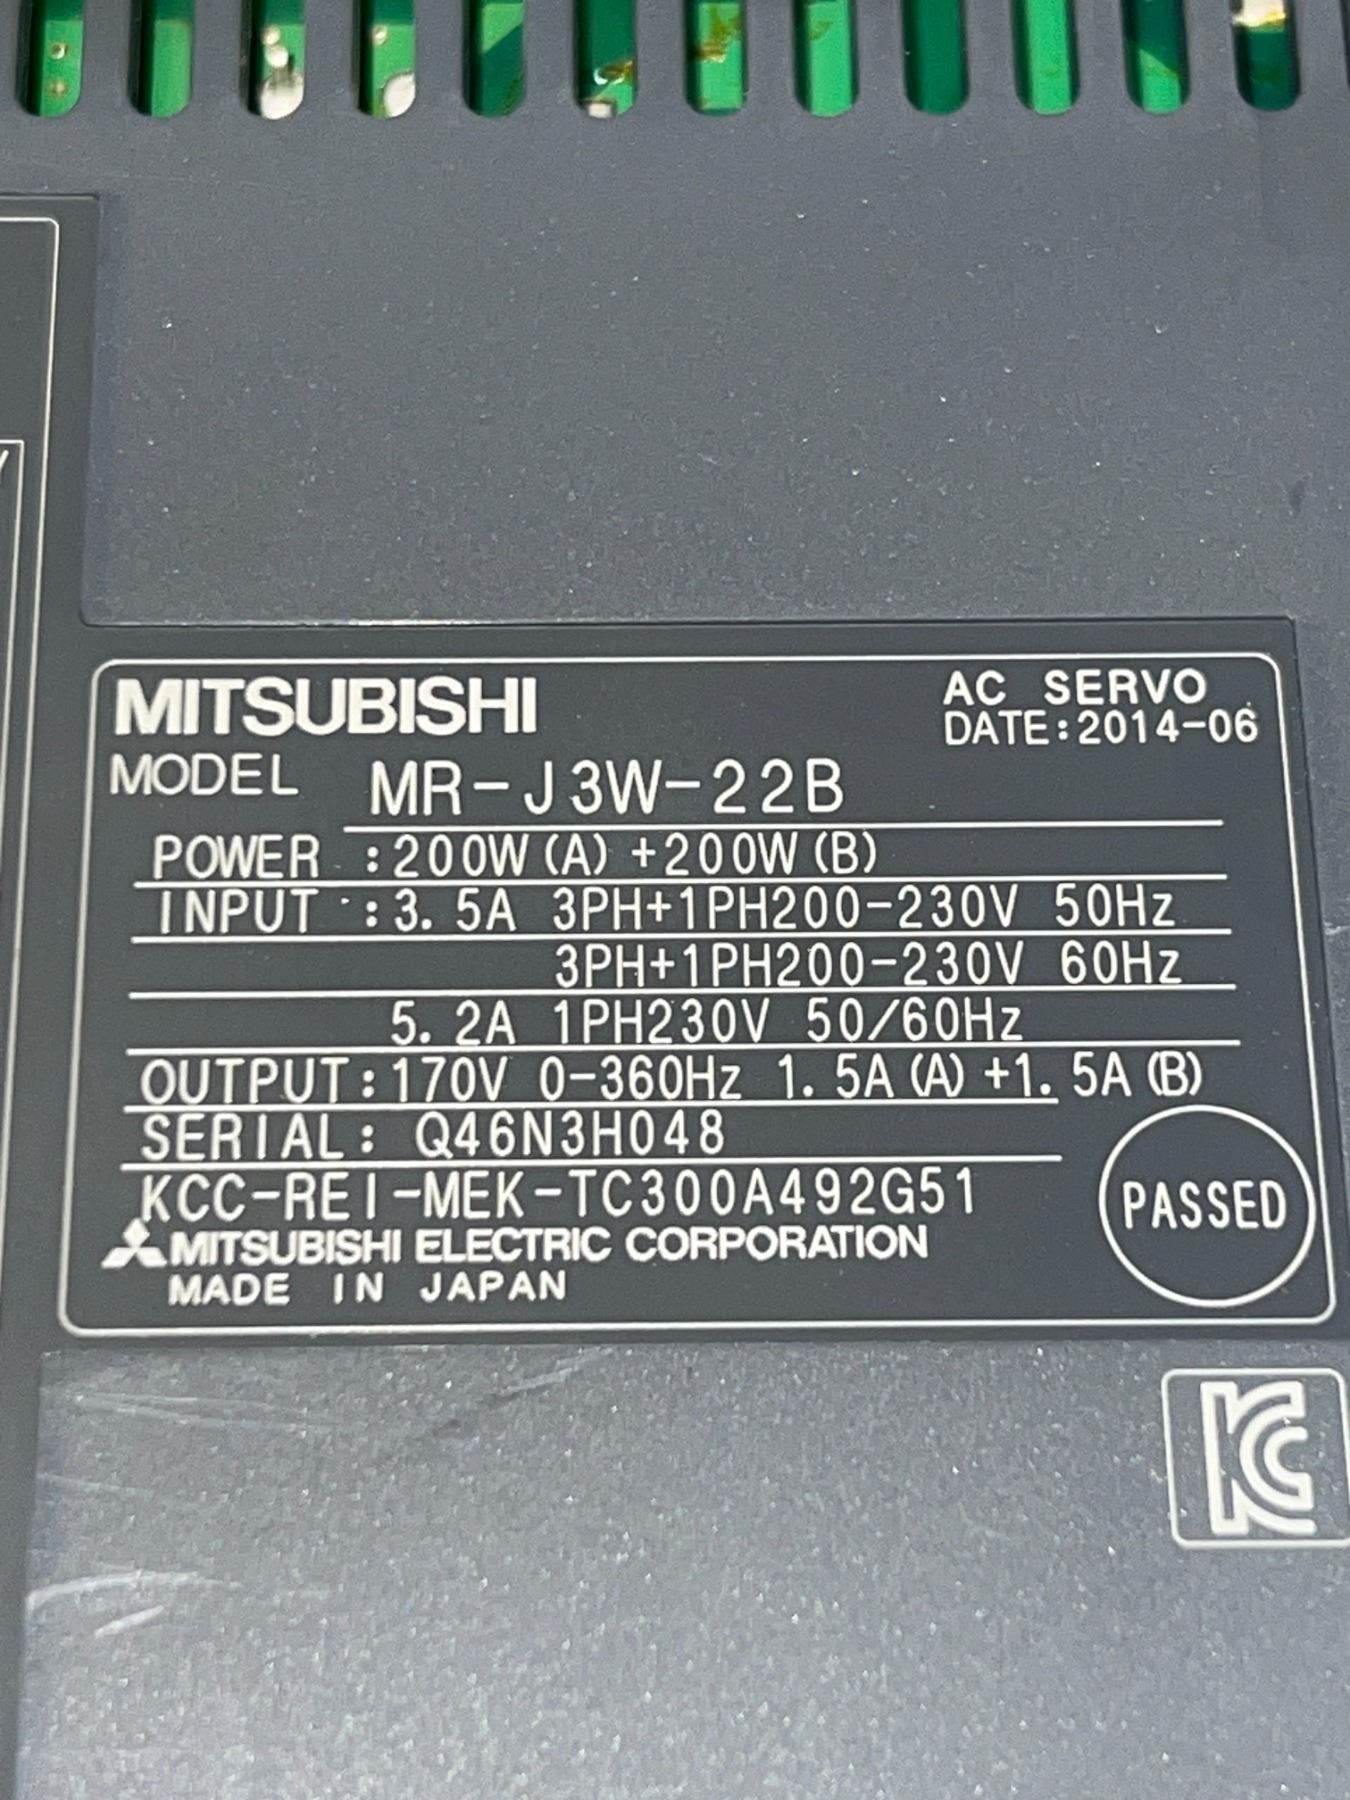 MITSUBISHI
AC SERVO
DATE:2014-06
MODEL MR-J3W-22B
POWER :200W(A)+200W(B)
INPUT :3.5A 3PH+1PH200-230V 50Hz
3PH+1PH200-230V 60Hz
5.2A 1PH230V 50/60Hz
OUTPUT:170V 0-360Hz 1.5A(A)+1.5A(B)
SERIAL: Q46N3H048
KCC-REI-MEK-TC300A492G51
PASSED
MITSUBISHI ELECTRIC CORPORATION
MADE IN JAPAN
KC